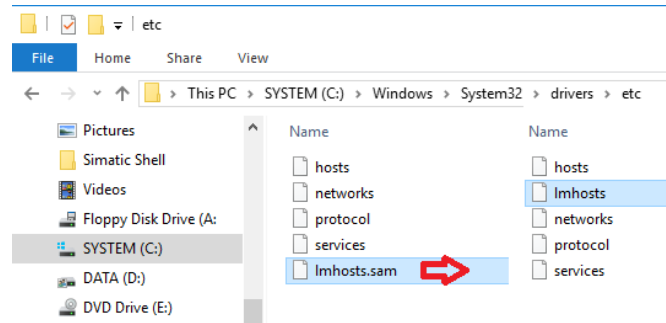 etc
File Home Share View
This PC > SYSTEM (C:) > Windows > System32 > drivers > etc
Pictures
Simatic Shell
Videos
Floppy Disk Drive (A:
SYSTEM (C:)
DATA (D:)
DVD Drive (E:)
Name
hosts
networks
protocol
services
lmhosts.sam
Name
hosts
lmhosts
networks
protocol
services